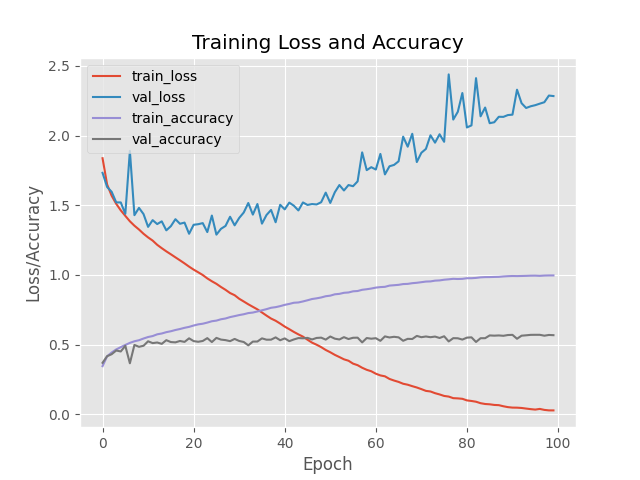 Training Loss and Accuracy
train_loss
val_loss
train_accuracy
val_accuracy
2.5
2.0
1.5
1.0
0.5
0.0
Loss/Accuracy
0 20 40 60 80 100
Epoch